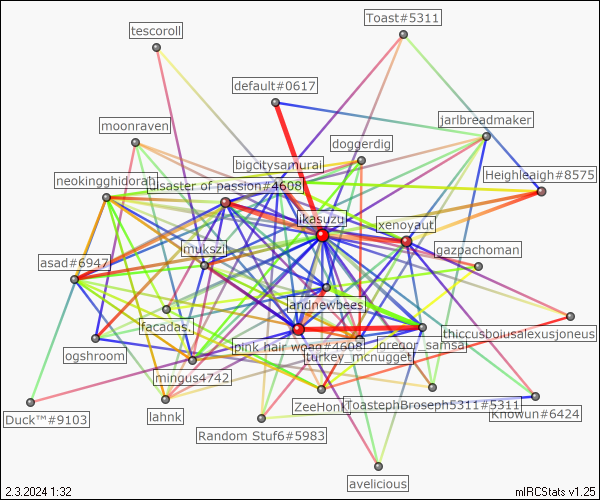 Toast#5311
tescoroll
default#0617
jarlbreadmaker
moonraven
doggerdig
bigcitysamurai
Heighleaigh#8575
neokingghidorah
disaster of passion#4608
ikasuzu
xenoyaut
mukszii
gazpachoman
asad#6947
andnewbees
facadas.
thiccusboiusalexusjoneus
pink hair woag#4608
gregor_samsa
ogshroom
turkey_mcnugget
mingus4742
ZeeHonk
ToastephBroseph5311#5311
Duck™#9103
lahnk
Knowun#6424
Random Stuf6#5983
avelicious
2.3.2024 1:32
mIRCStats v1.25